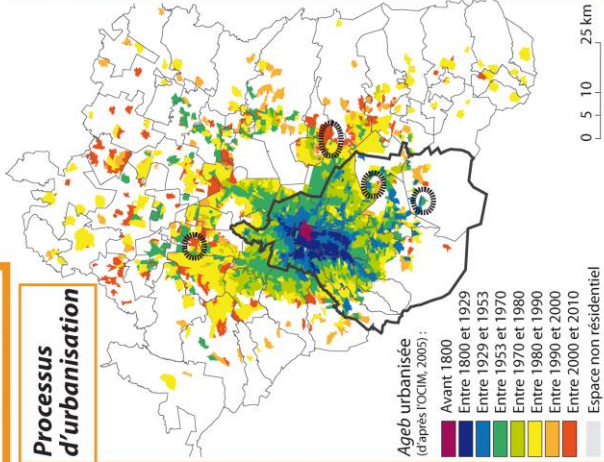 Processus
d'urbanisation
Ageb urbanisée
(d'après l'OCIM, 2005) :
Avant 1800
Entre 1800 et 1929
Entre 1929 et 1953
Entre 1953 et 1970
Entre 1970 et 1980
Entre 1980 et 1990
Entre 1990 et 2000
Entre 2000 et 2010
Espace non résidentiel
0 5 10 25 km